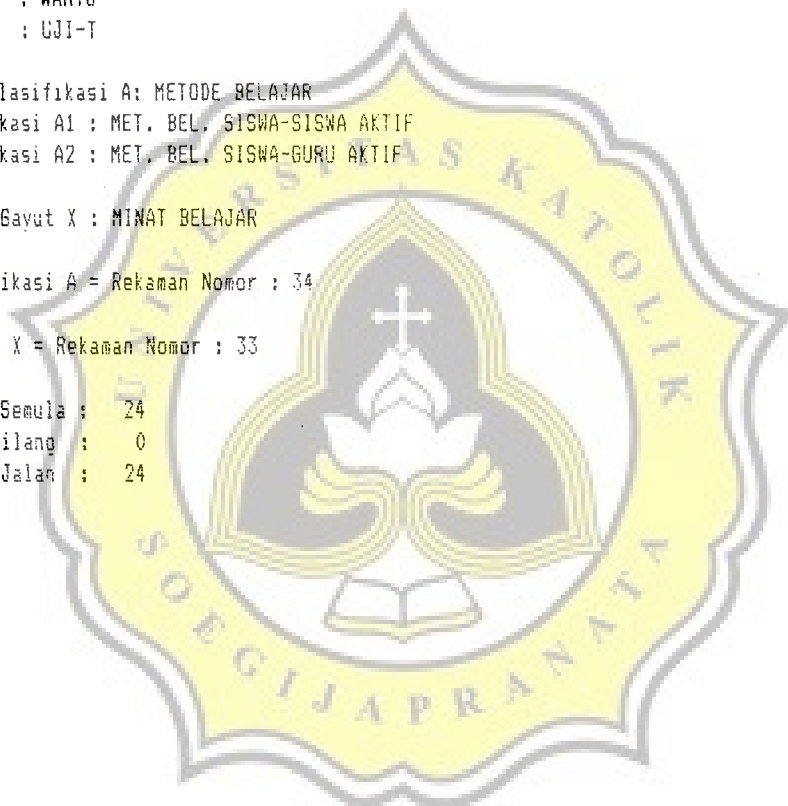 : WARTO
: UJI-T
lasifikasi A: METODE BELAJAR
kasi A1 : MET. BEL. SISWA-SISWA AKTIF
kasi A2 : MET. BEL. SISWA-GURU AKTIF
Gayut X : MINAT BELAJAR
ikasi A = Rekaman Nomor : 34
X = Rekaman Nomor : 33
Semula : 24
ilang : 0
Jalan : 24
UNIVERSITAS KATOLIK
SOEGIJAPRANATA